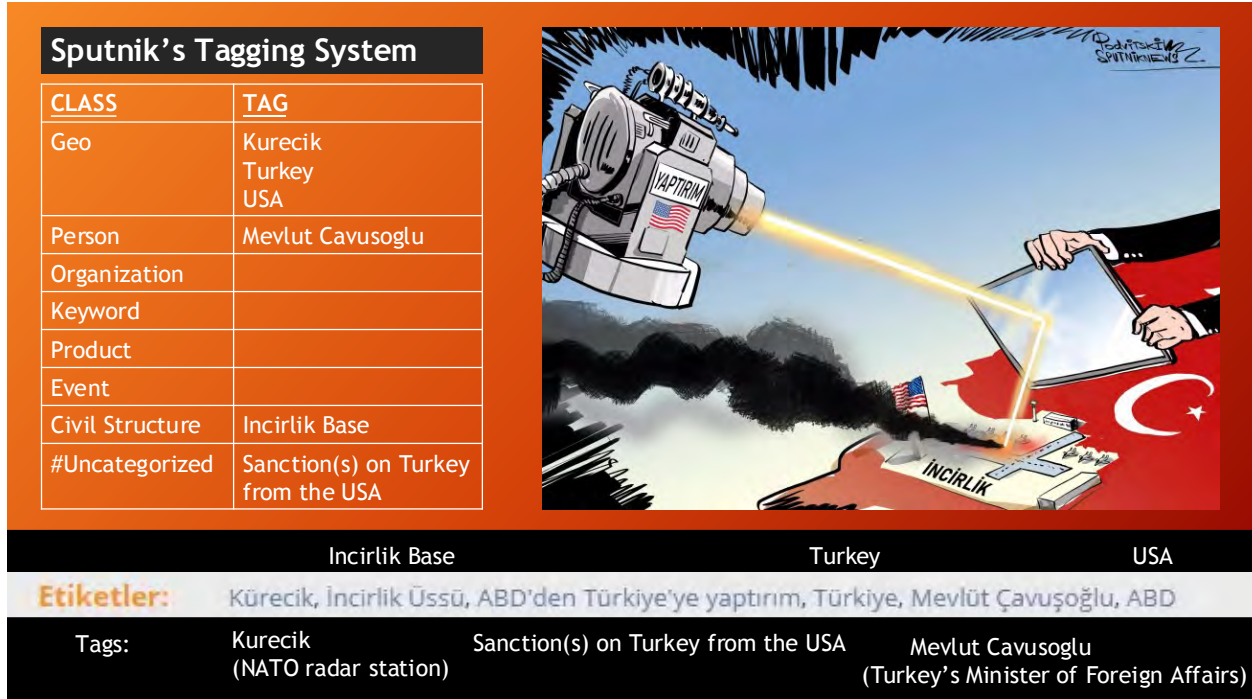 Sputnik's Tagging System
CLASS TAG
Geo Kurecik
Turkey
USA
Person Mevlut Cavusoglu
Organization
Keyword
Product
Event
Civil Structure Incirlik Base
#Uncategorized Sanction(s) on Turkey
from the USA
Podvitski
SPUTNIKNEWS
YAPTIRIM
İNCİRLİK
Incirlik Base Turkey USA
Etiketler: Kürecik, İncirlik Üssü, ABD'den Türkiye'ye yaptırım, Türkiye, Mevlüt Çavuşoğlu, ABD
Tags: Kurecik Sanction(s) on Turkey from the USA Mevlut Cavusoglu
(NATO radar station) (Turkey's Minister of Foreign Affairs)